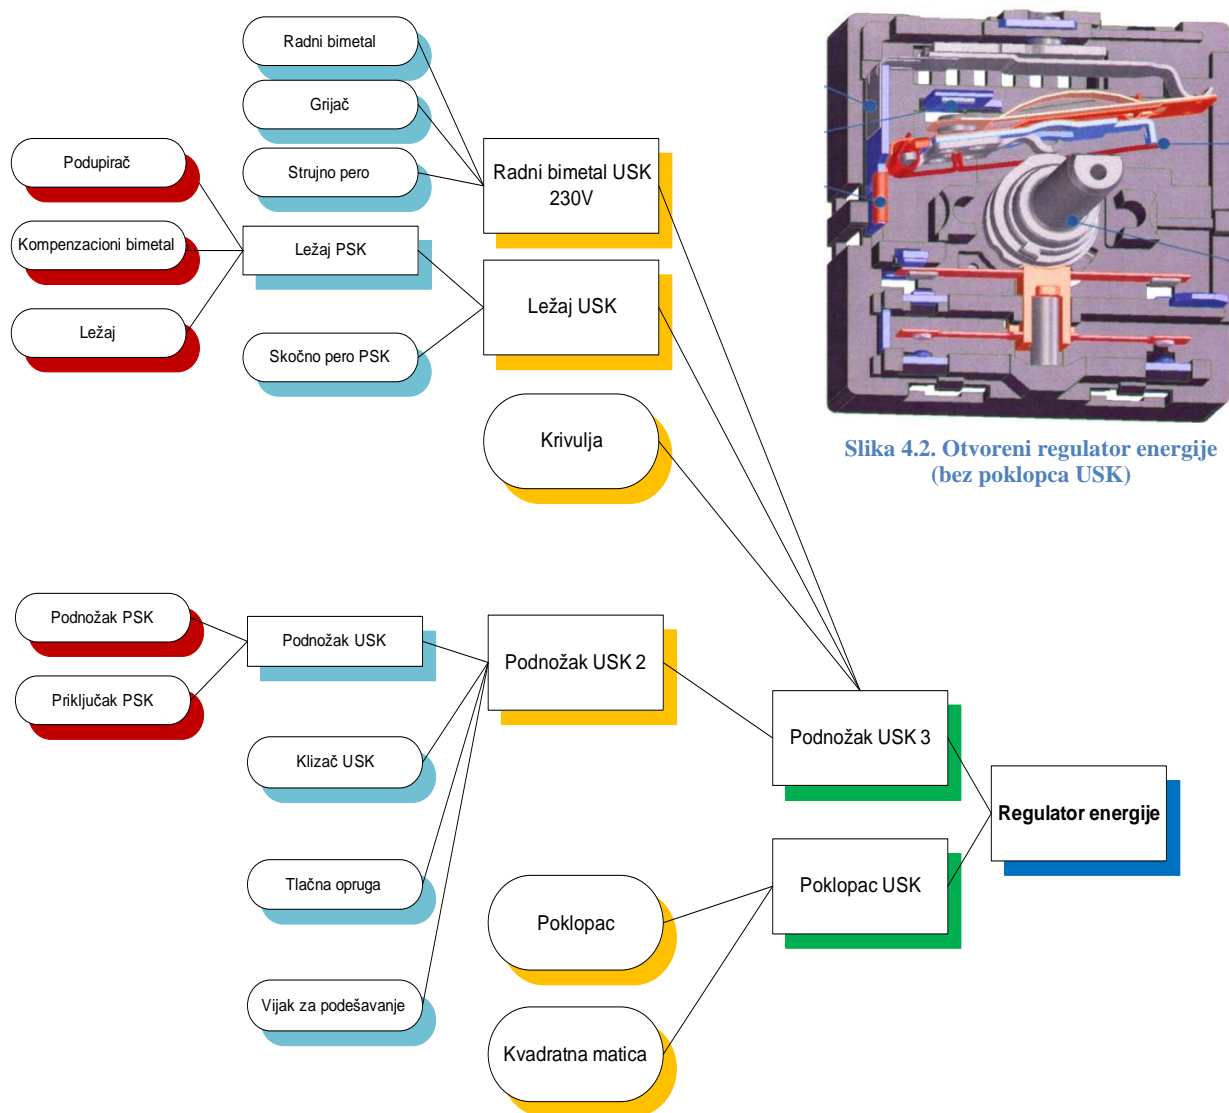 Radni bimetal
Grijač
Strujno pero
Podupirač
Kompenzacioni bimetal
Ležaj
Ležaj PSK
Skočno pero PSK
Radni bimetal USK
230V
Ležaj USK
Krivulja
Slika 4.2. Otvoreni regulator energije
(bez poklopca USK)
Podnožak PSK
Priključak PSK
Podnožak USK
Klizač USK
Tlačna opruga
Vijak za podešavanje
Podnožak USK 2
Poklopac
Kvadratna matica
Podnožak USK 3
Poklopac USK
Regulator energije